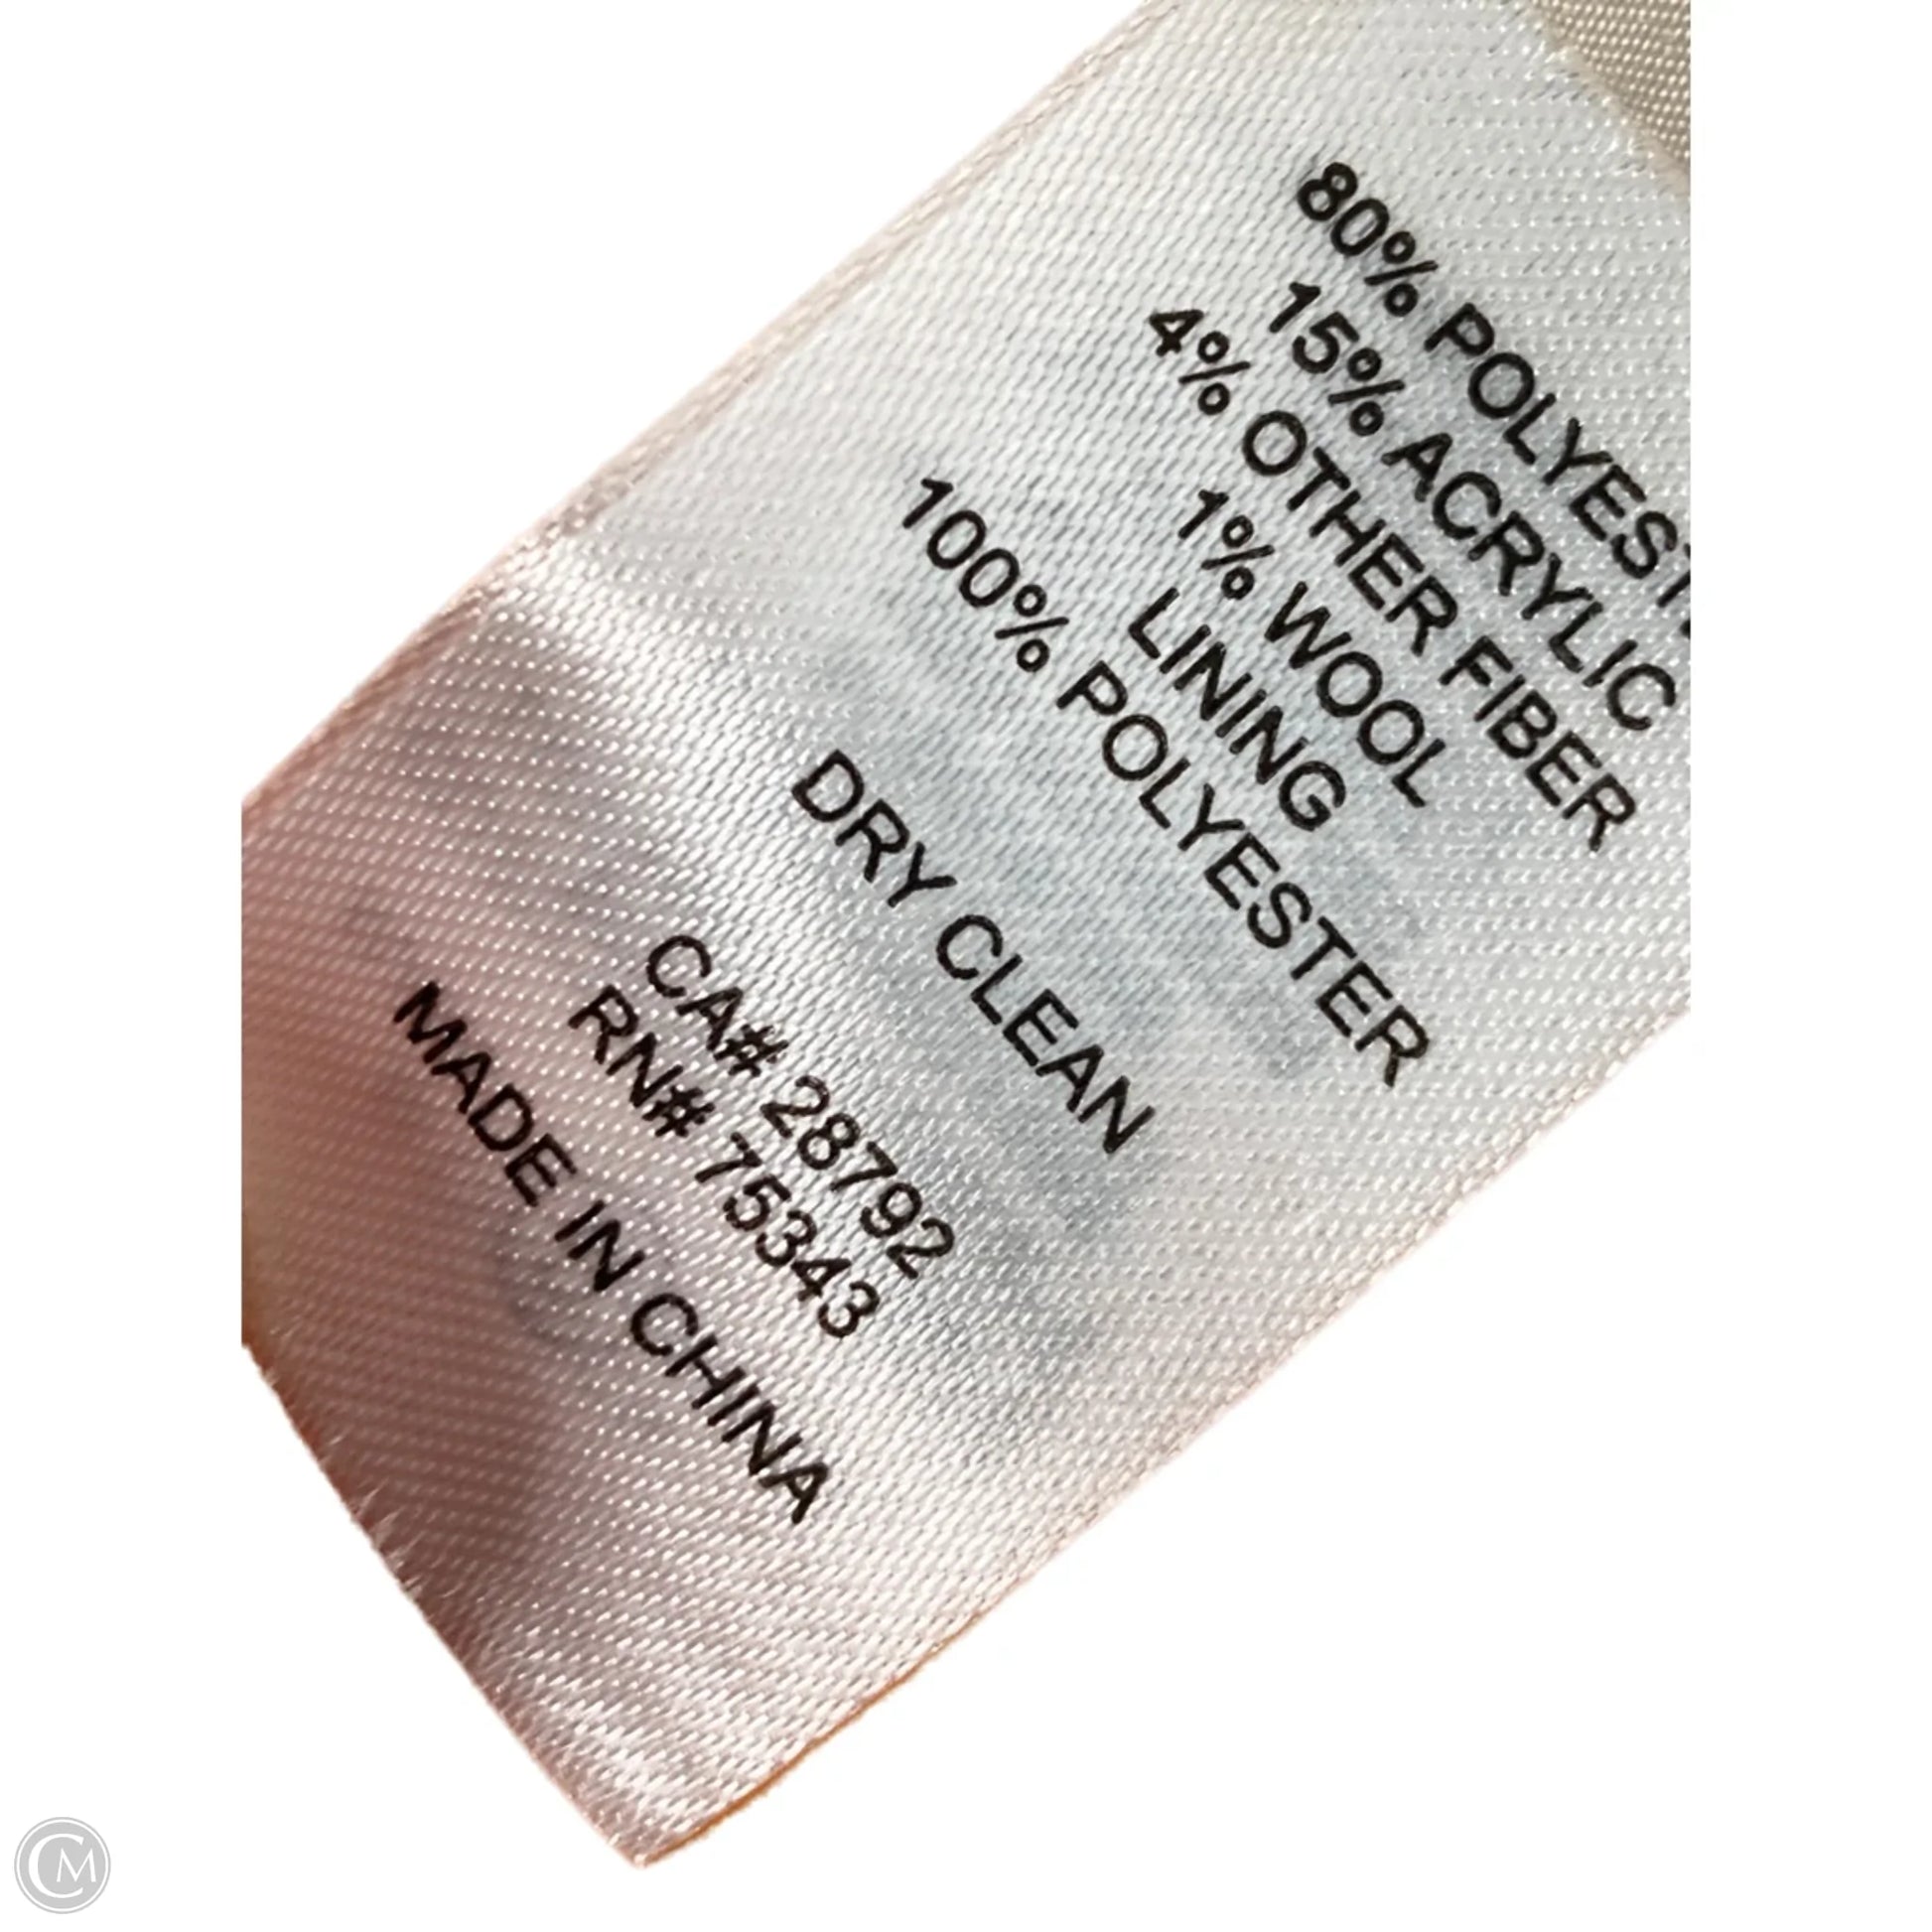 80% POLYEST
15% ACRYLIC
4% OTHER FIBER
1% WOOL
LINING
100% POLYESTER
DRY CLEAN
CA# 28792
RN# 75343
MADE IN CHINA
CM